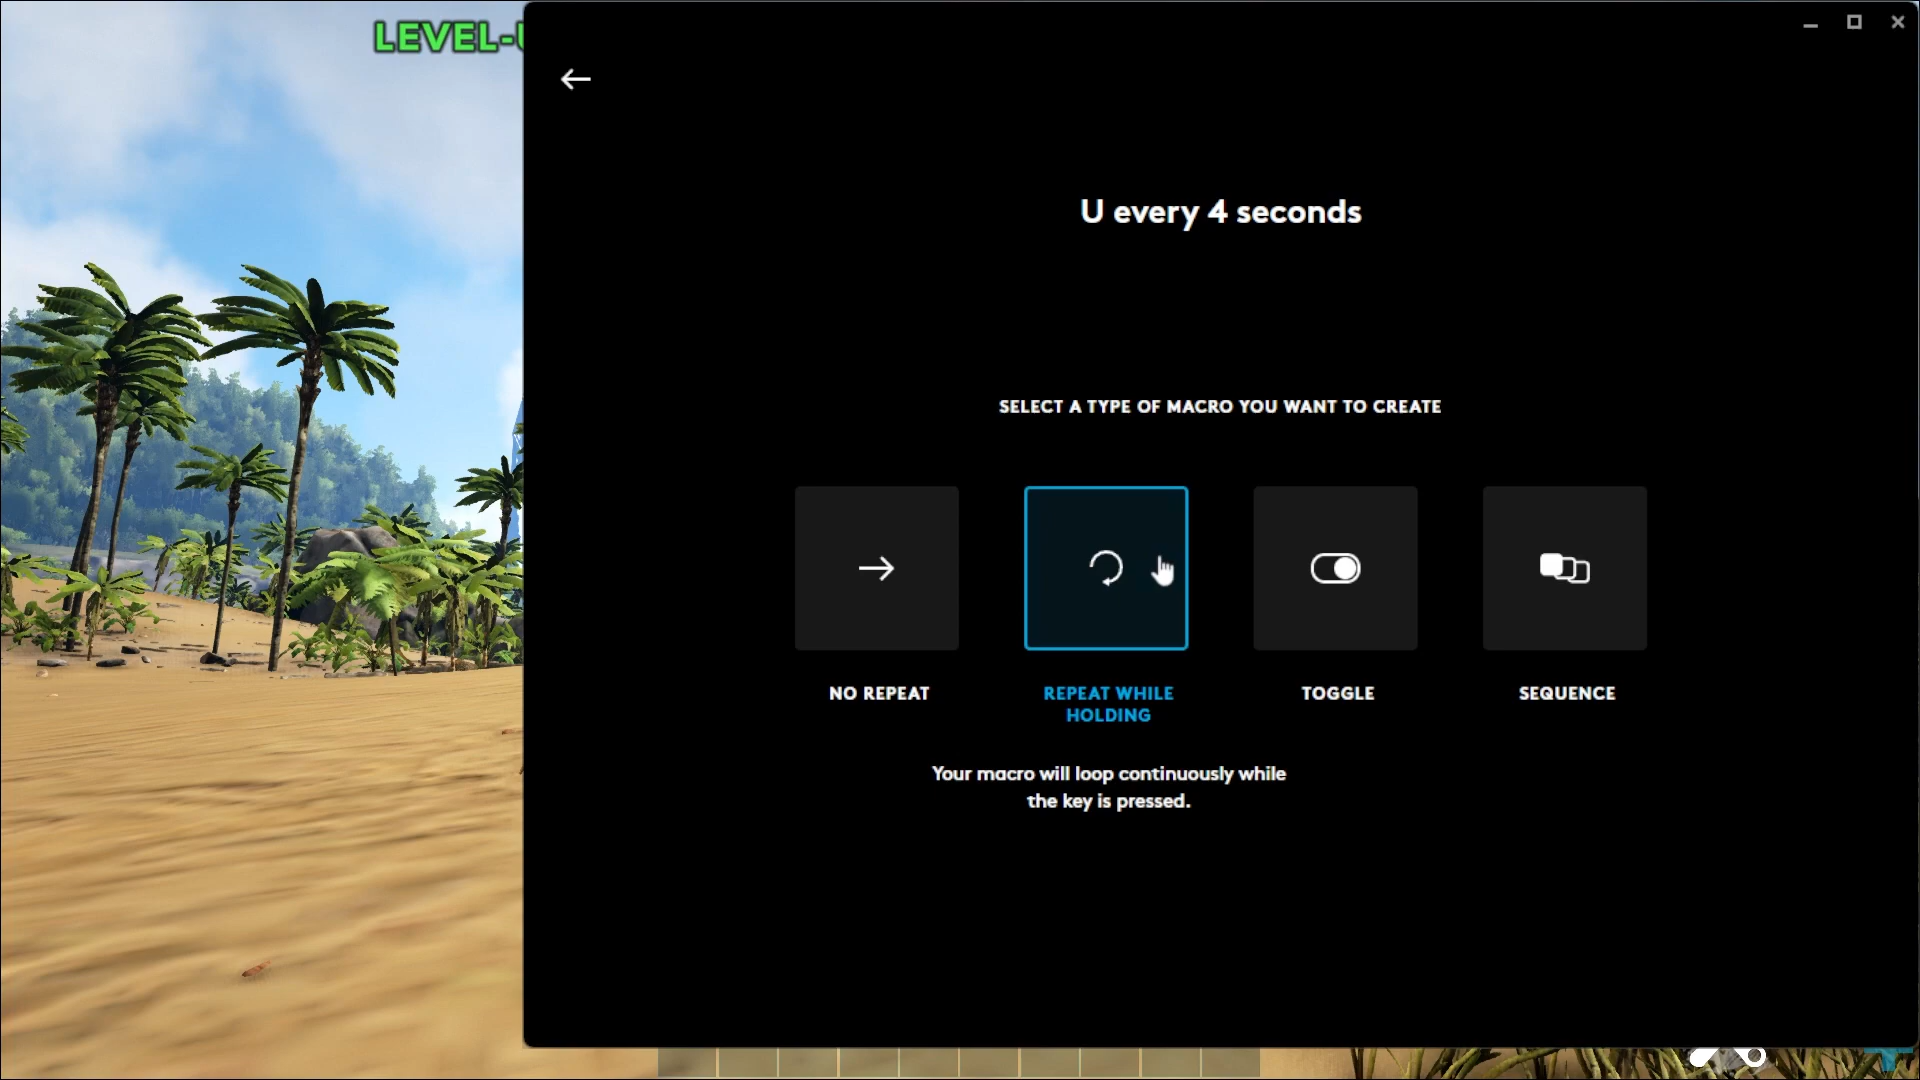 LEVEL-U
U every 4 seconds
SELECT A TYPE OF MACRO YOU WANT TO CREATE
NO REPEAT
REPEAT WHILE
HOLDING
TOGGLE
SEQUENCE
Your macro will loop continuously while
the key is pressed.